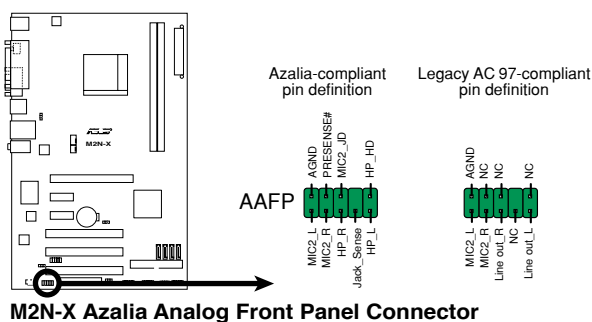 Azalia-compliant
pin definition
Legacy AC 97-compliant
pin definition
AGND
PRESENSE#
MIC2_JD
HP_HD
AGND
NC
NC
NC
AAFP
MIC2_L
MIC2_R
HP_R
Jack_Sense
HP_L
MIC2_L
MIC2_R
Line out_R
NC
Line out_L
ASUS
M2N-X
M2N-X Azalia Analog Front Panel Connector